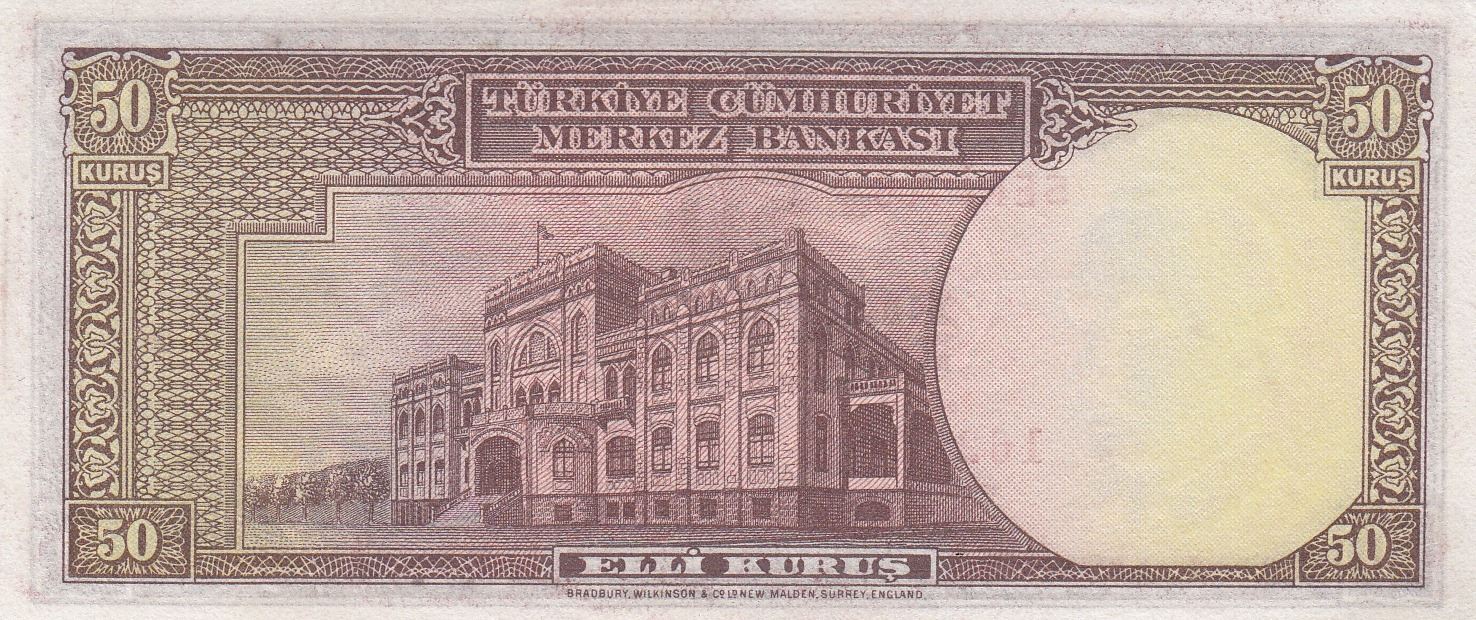 50
TÜRKİYE CÜMHURİYET
MERKEZ BANKASI
50
KURUŞ
KURUŞ
50
ELLİ KURUŞ
50
BRADBURY, WILKINSON & Co LD NEW MALDEN, SURREY, ENGLAND